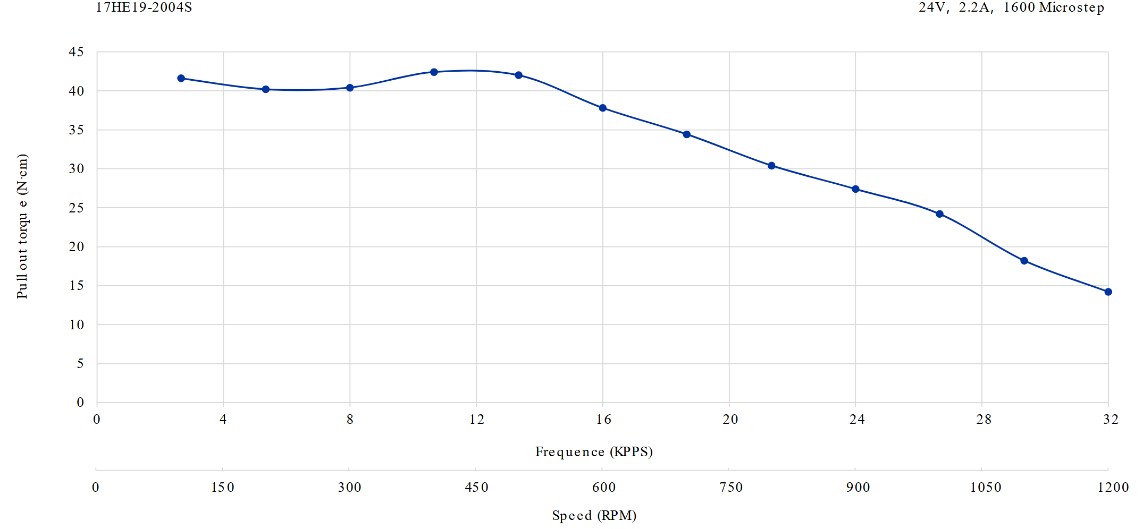 17HE19-2004S
24V, 2.2A, 1600 Microstep
45
40
35
30
25
20
15
10
5
0
Pull out torqu e (N·cm)
0 4 8 12 16 20 24 28 32
Frequence (KPPS)
0 150 300 450 600 750 900 1050 1200
Speed (RPM)